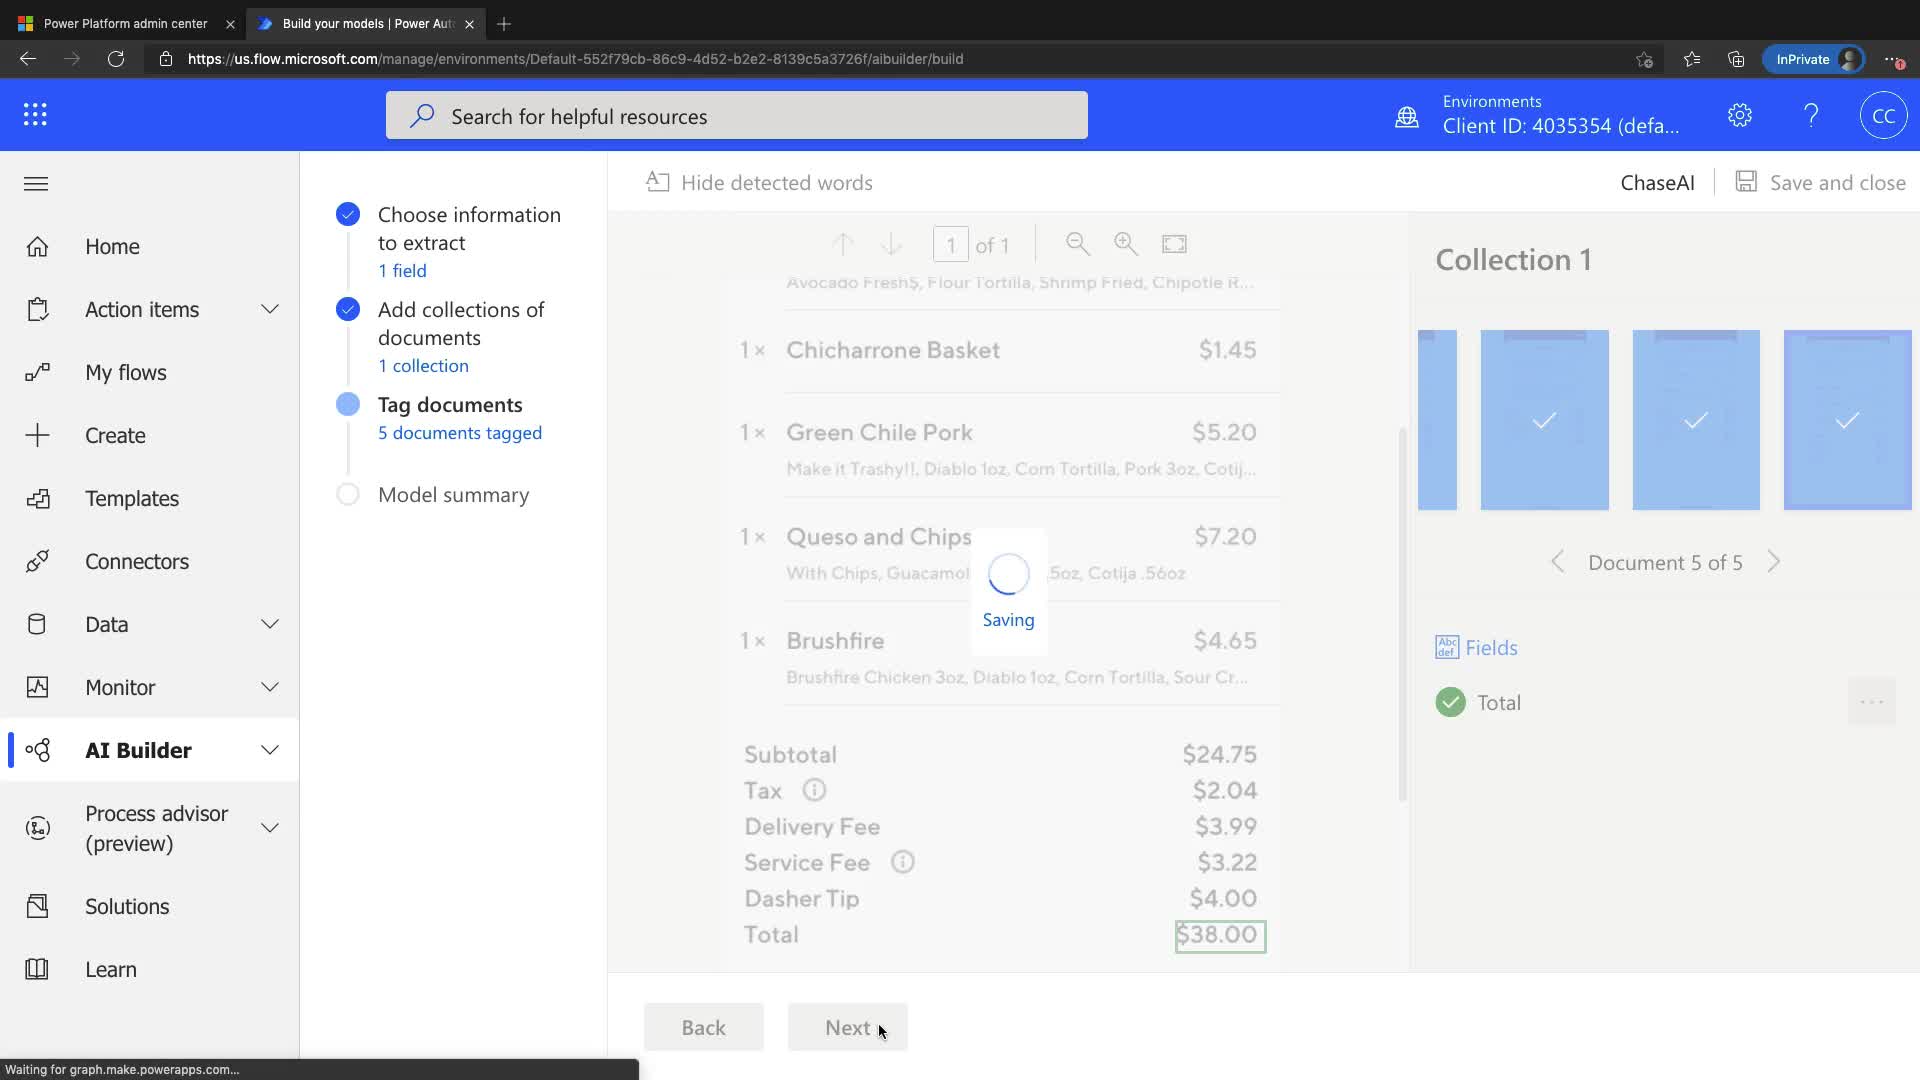 Power Platform admin center
Build your models | Power Aut
https://us.flow.microsoft.com/manage/environments/Default-552f79cb-86c9-4d52-b2e2-8139c5a3726f/aibuilder/build
InPrivate
Search for helpful resources
Environments
Client ID: 4035354 (defa...
?
CC
Home
Action items
My flows
Create
Templates
Connectors
Data
Monitor
AI Builder
Process advisor
(preview)
Solutions
Learn
Choose information
to extract
1 field
Add collections of
documents
1 collection
Tag documents
5 documents tagged
Model summary
Hide detected words
ChaseAI
Save and close
1 of 1
Avocado Fresh$, Flour Tortilla, Shrimp Fried, Chipotle R...
1 × Chicharrone Basket $1.45
1 × Green Chile Pork $5.20
Make it Trashy!!, Diablo 1oz, Corn Tortilla, Pork 3oz, Cotij...
1 × Queso and Chips $7.20
With Chips, Guacamol .5oz, Cotija .56oz
Saving
1 × Brushfire $4.65
Brushfire Chicken 3oz, Diablo 1oz, Corn Tortilla, Sour Cr...
Subtotal $24.75
Tax $2.04
Delivery Fee $3.99
Service Fee $3.22
Dasher Tip $4.00
Total $38.00
Collection 1
Document 5 of 5
Abc
def
Fields
Total
Back
Next
Waiting for graph.make.powerapps.com...